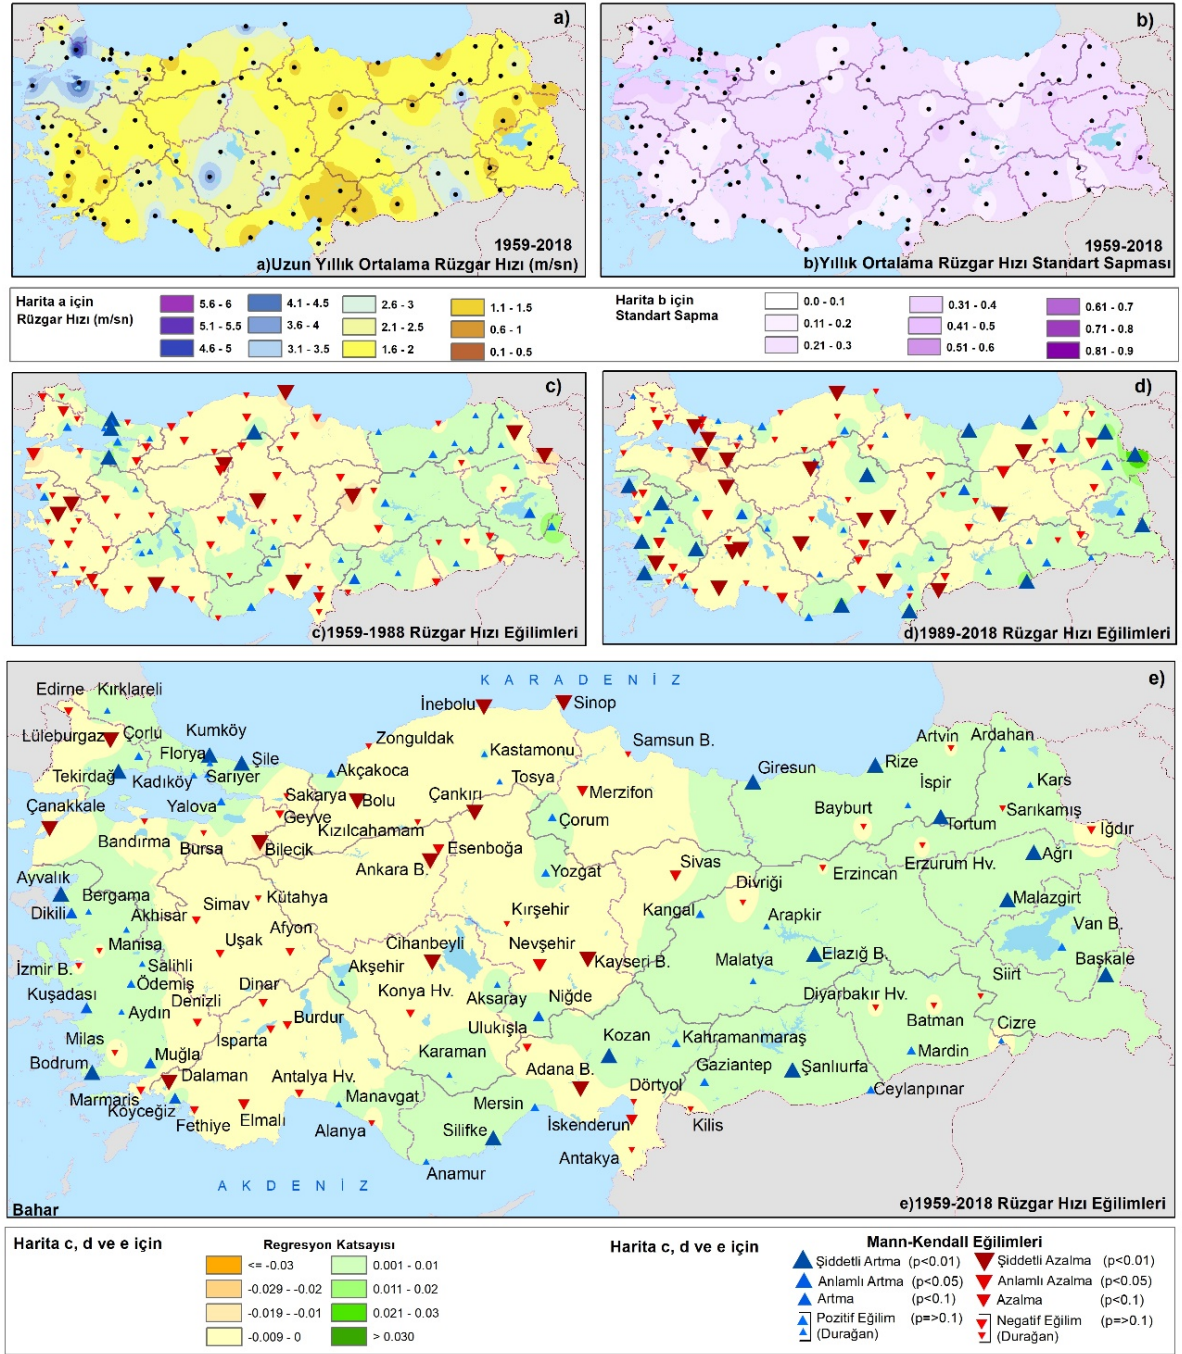 a)
1959-2018
a)Uzun Yıllık Ortalama Rüzgar Hızı (m/sn)
b)
1959-2018
b)Yıllık Ortalama Rüzgar Hızı Standart Sapması
Harita a için
Rüzgar Hızı (m/sn)
5.6 - 6
4.1 - 4.5
2.6 - 3
1.1 - 1.5
5.1 - 5.5
3.6 - 4
2.1 - 2.5
0.6 - 1
4.6 - 5
3.1 - 3.5
1.6 - 2
0.1 - 0.5
Harita b için
Standart Sapma
0.0 - 0.1
0.31 - 0.4
0.61 - 0.7
0.11 - 0.2
0.41 - 0.5
0.71 - 0.8
0.21 - 0.3
0.51 - 0.6
0.81 - 0.9
c)
c)1959-1988 Rüzgar Hızı Eğilimleri
d)
d)1989-2018 Rüzgar Hızı Eğilimleri
e)
KARADENİZ
Edirne
Kırklareli
İnebolu
Sinop
Lüleburgaz
Çorlu
Kumköy
Florya
Şile
Zonguldak
Kastamonu
Samsun B.
Artvin
Ardahan
Tekirdağ
Kadıköy
Sarıyer
Akçakoca
Tosya
Giresun
Rize
İspir
Kars
Çanakkale
Yalova
Sakarya
Bolu
Çankırı
Merzifon
Bayburt
Sarıkamış
Geyve
Kızılcahamam
Çorum
Tortum
Iğdır
Bandırma
Bursa
Bilecik
Esenboğa
Ankara B.
Sivas
Erzincan
Erzurum Hv.
Ağrı
Ayvalık
Bergama
Yozgat
Divriği
Malazgirt
Dikili
Akhisar
Simav
Kütahya
Kırşehir
Kangal
Arapkir
Van B.
Manisa
Uşak
Afyon
Cihanbeyli
Nevşehir
Kayseri B.
Elazığ B.
Başkale
İzmir B.
Salihli
Akşehir
Malatya
Siirt
Ödemiş
Kuşadası
Denizli
Dinar
Konya Hv.
Aksaray
Niğde
Diyarbakır Hv.
Batman
Aydın
Burdur
Ulukışla
Kozan
Cizre
Milas
Isparta
Kahramanmaraş
Mardin
Bodrum
Muğla
Karaman
Adana B.
Gaziantep
Şanlıurfa
Dalaman
Antalya Hv.
Dörtyol
Ceylanpınar
Marmaris
Köyceğiz
Manavgat
Mersin
Fethiye
Elmalı
Alanya
Silifke
İskenderun
Kilis
Antakya
Anamur
AKDENİZ
Bahar
e)1959-2018 Rüzgar Hızı Eğilimleri
Harita c, d ve e için
Regresyon Katsayısı
<= -0.03
0.001 - 0.01
-0.029 - -0.02
0.011 - 0.02
-0.019 - -0.01
0.021 - 0.03
-0.009 - 0
> 0.030
Harita c, d ve e için
Mann-Kendall Eğilimleri
Şiddetli Artma (p<0.01)
Şiddetli Azalma (p<0.01)
Anlamlı Artma (p<0.05)
Anlamlı Azalma (p<0.05)
Artma (p<0.1)
Azalma (p<0.1)
Pozitif Eğilim (p=>0.1)
(Durağan)
Negatif Eğilim (p=>0.1)
(Durağan)